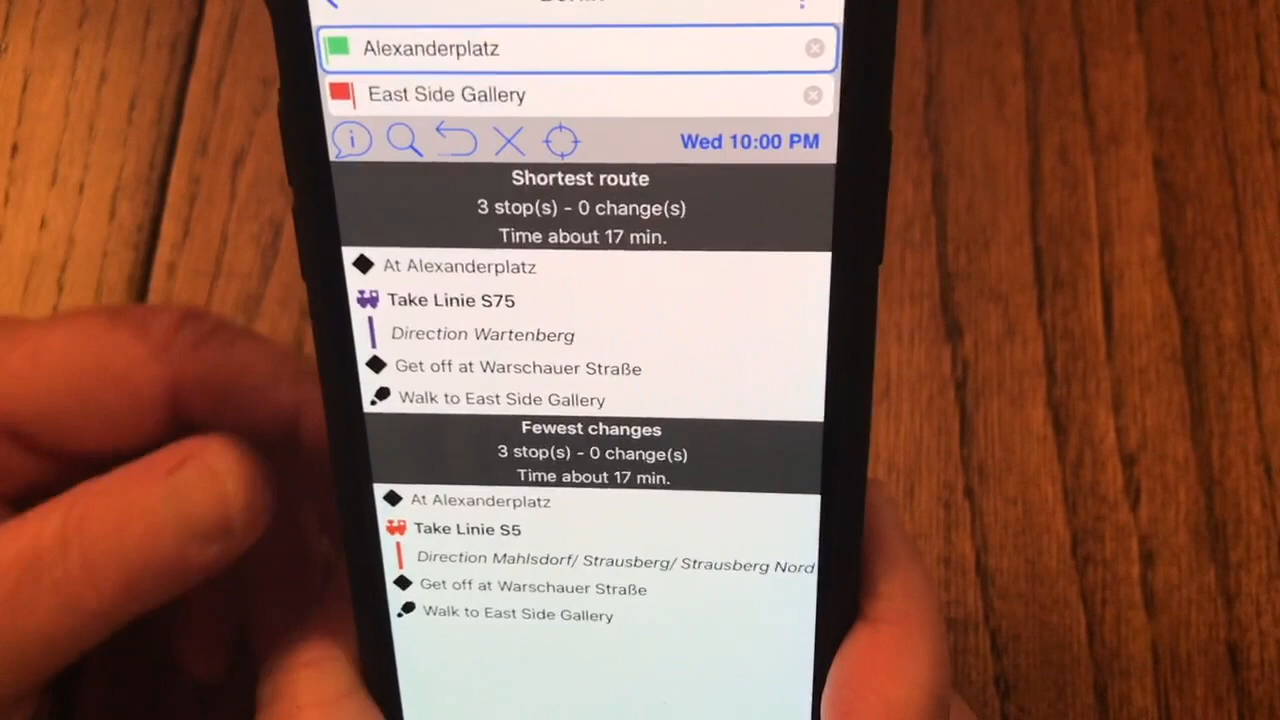 Alexanderplatz
East Side Gallery
Wed 10:00 PM
Shortest route
3 stop(s) - 0 change(s)
Time about 17 min.
At Alexanderplatz
Take Linie S75
Direction Wartenberg
Get off at Warschauer Straße
Walk to East Side Gallery
Fewest changes
3 stop(s) - 0 change(s)
Time about 17 min.
At Alexanderplatz
Take Linie S5
Direction Mahlsdorf/ Strausberg/ Strausberg Nord
Get off at Warschauer Straße
Walk to East Side Gallery